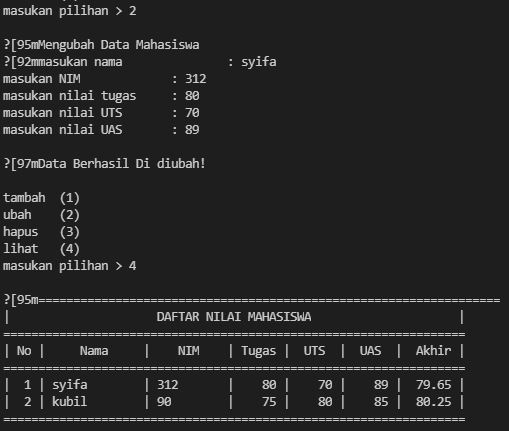 masukan pilihan > 2
?[95mMengubah Data Mahasiswa
?[92mmasukan nama : syifa
masukan NIM : 312
masukan nilai tugas : 80
masukan nilai UTS : 70
masukan nilai UAS : 89
?[97mData Berhasil Di diubah!
tambah (1)
ubah (2)
hapus (3)
lihat (4)
masukan pilihan > 4
?[95m==================================================================
| DAFTAR NILAI MAHASISWA |
==================================================================
| No | Nama | NIM | Tugas | UTS | UAS | Akhir |
==================================================================
| 1 | syifa | 312 | 80 | 70 | 89 | 79.65 |
| 2 | kubil | 90 | 75 | 80 | 85 | 80.25 |
==================================================================